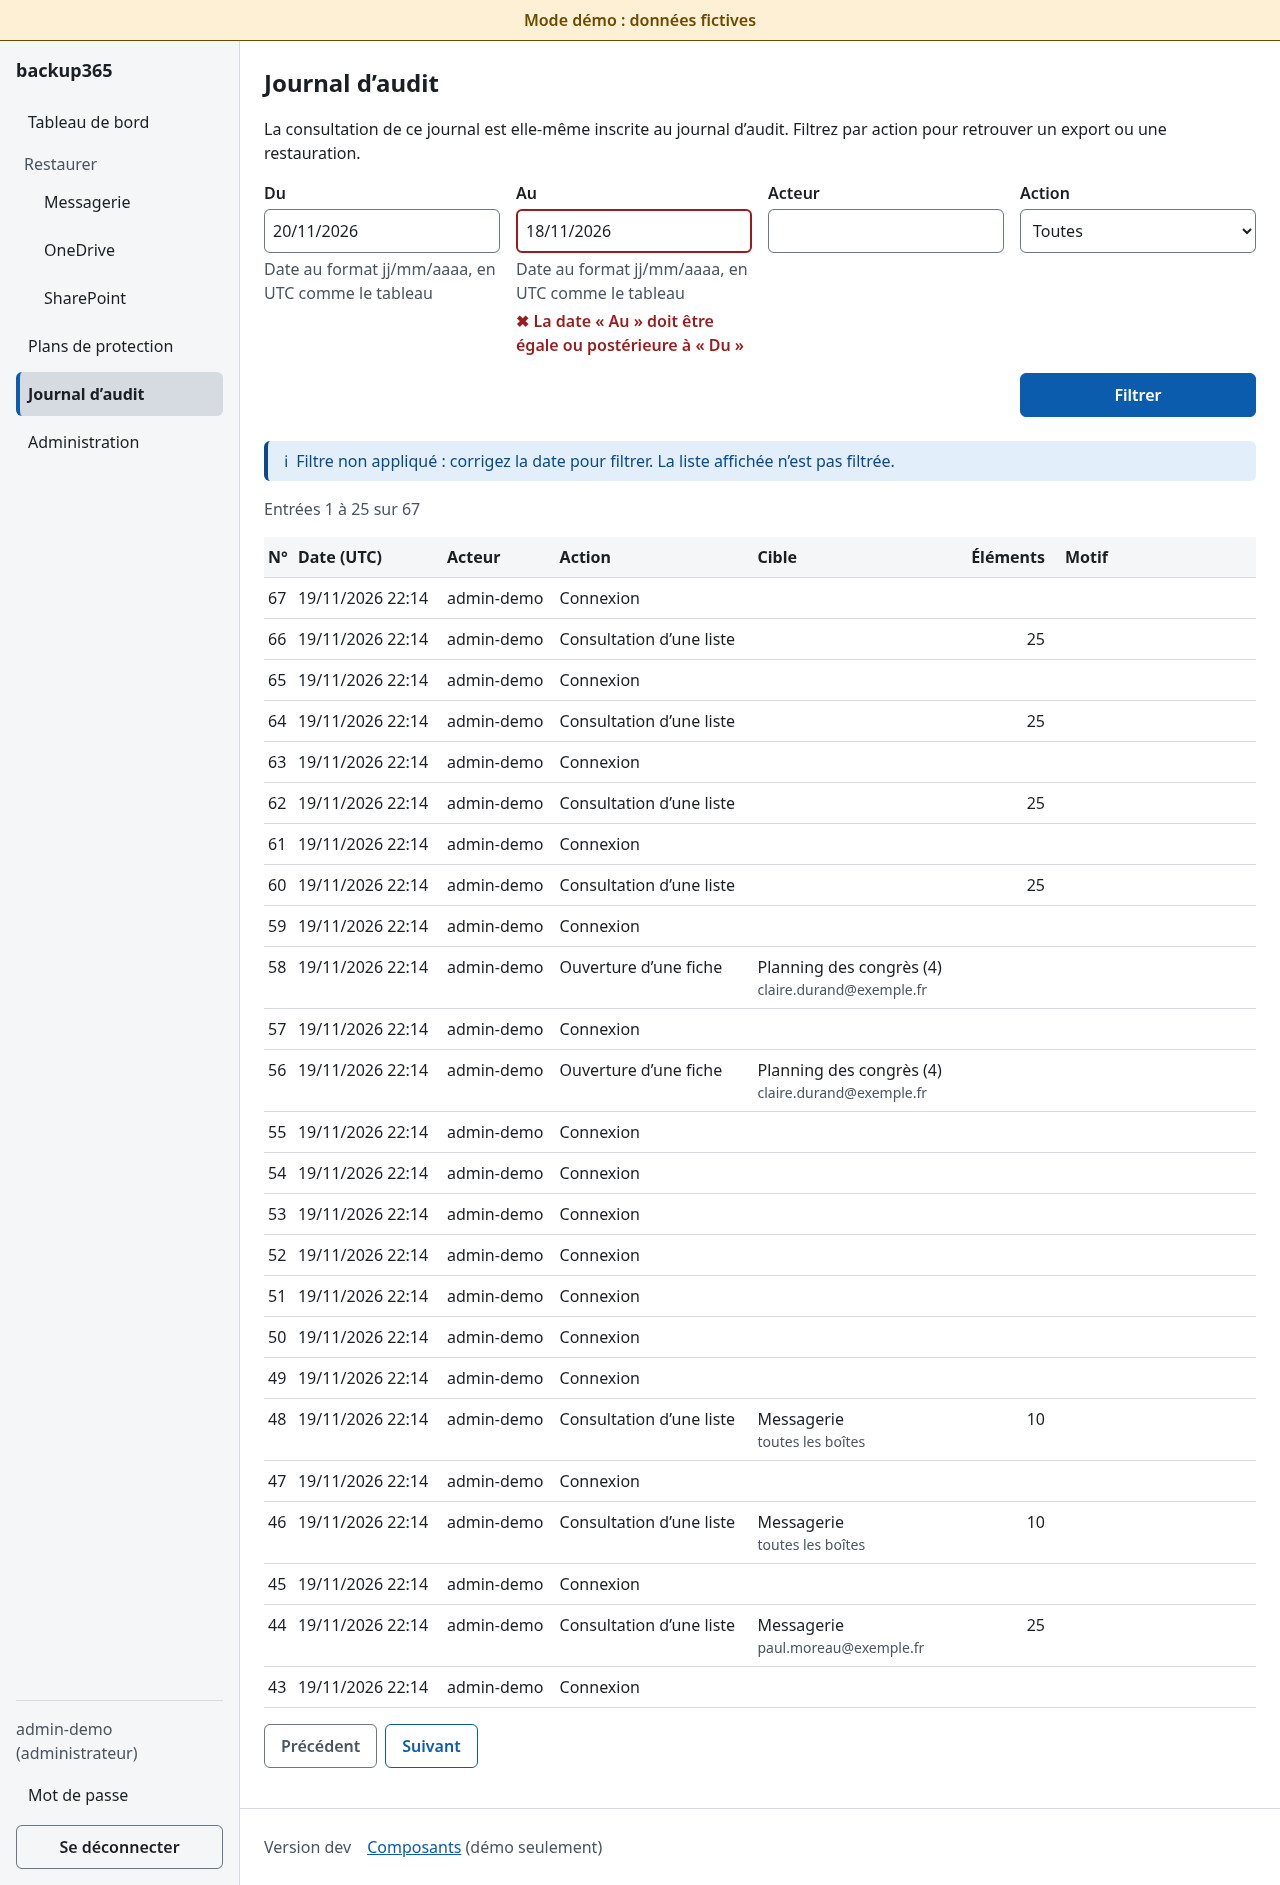 Mode démo : données fictives
backup365
Tableau de bord
Restaurer
Messagerie
OneDrive
SharePoint
Plans de protection
Journal d’audit
Administration
admin-demo
(administrateur)
Mot de passe
Se déconnecter
Journal d’audit
La consultation de ce journal est elle-même inscrite au journal d’audit. Filtrez par action pour retrouver un export ou une
restauration.
Du Au Acteur Action
20/11/2026 18/11/2026 Toutes
Date au format jj/mm/aaaa, en Date au format jj/mm/aaaa, en
UTC comme le tableau UTC comme le tableau
✖ La date « Au » doit être
égale ou postérieure à « Du »
Filtrer
i Filtre non appliqué : corrigez la date pour filtrer. La liste affichée n’est pas filtrée.
Entrées 1 à 25 sur 67
N° Date (UTC) Acteur Action Cible Éléments Motif
67 19/11/2026 22:14 admin-demo Connexion
66 19/11/2026 22:14 admin-demo Consultation d’une liste 25
65 19/11/2026 22:14 admin-demo Connexion
64 19/11/2026 22:14 admin-demo Consultation d’une liste 25
63 19/11/2026 22:14 admin-demo Connexion
62 19/11/2026 22:14 admin-demo Consultation d’une liste 25
61 19/11/2026 22:14 admin-demo Connexion
60 19/11/2026 22:14 admin-demo Consultation d’une liste 25
59 19/11/2026 22:14 admin-demo Connexion
58 19/11/2026 22:14 admin-demo Ouverture d’une fiche Planning des congrès (4)
claire.durand@exemple.fr
57 19/11/2026 22:14 admin-demo Connexion
56 19/11/2026 22:14 admin-demo Ouverture d’une fiche Planning des congrès (4)
claire.durand@exemple.fr
55 19/11/2026 22:14 admin-demo Connexion
54 19/11/2026 22:14 admin-demo Connexion
53 19/11/2026 22:14 admin-demo Connexion
52 19/11/2026 22:14 admin-demo Connexion
51 19/11/2026 22:14 admin-demo Connexion
50 19/11/2026 22:14 admin-demo Connexion
49 19/11/2026 22:14 admin-demo Connexion
48 19/11/2026 22:14 admin-demo Consultation d’une liste Messagerie 10
toutes les boîtes
47 19/11/2026 22:14 admin-demo Connexion
46 19/11/2026 22:14 admin-demo Consultation d’une liste Messagerie 10
toutes les boîtes
45 19/11/2026 22:14 admin-demo Connexion
44 19/11/2026 22:14 admin-demo Consultation d’une liste Messagerie 25
paul.moreau@exemple.fr
43 19/11/2026 22:14 admin-demo Connexion
Précédent Suivant
Version dev Composants (démo seulement)